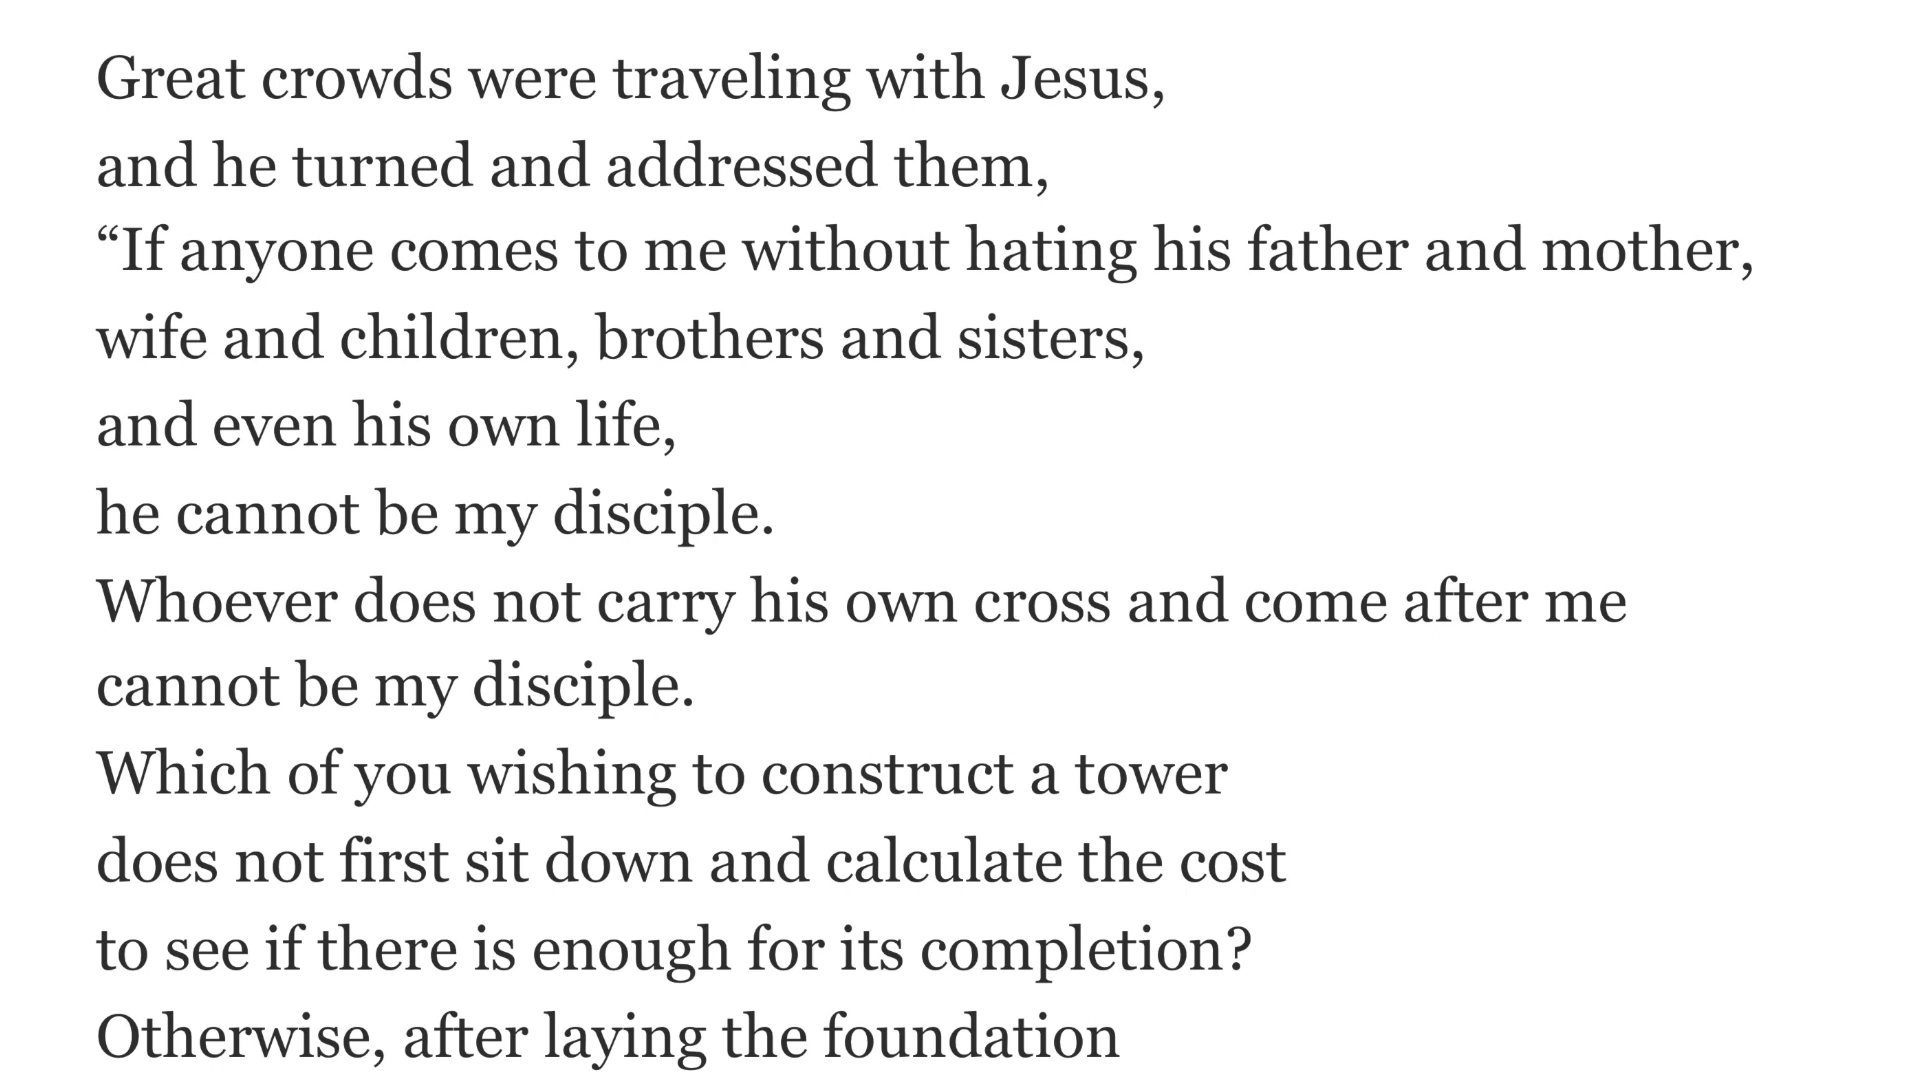 Great crowds were traveling with Jesus,
and he turned and addressed them,
“If anyone comes to me without hating his father and mother,
wife and children, brothers and sisters,
and even his own life,
he cannot be my disciple.
Whoever does not carry his own cross and come after me
cannot be my disciple.
Which of you wishing to construct a tower
does not first sit down and calculate the cost
to see if there is enough for its completion?
Otherwise, after laying the foundation